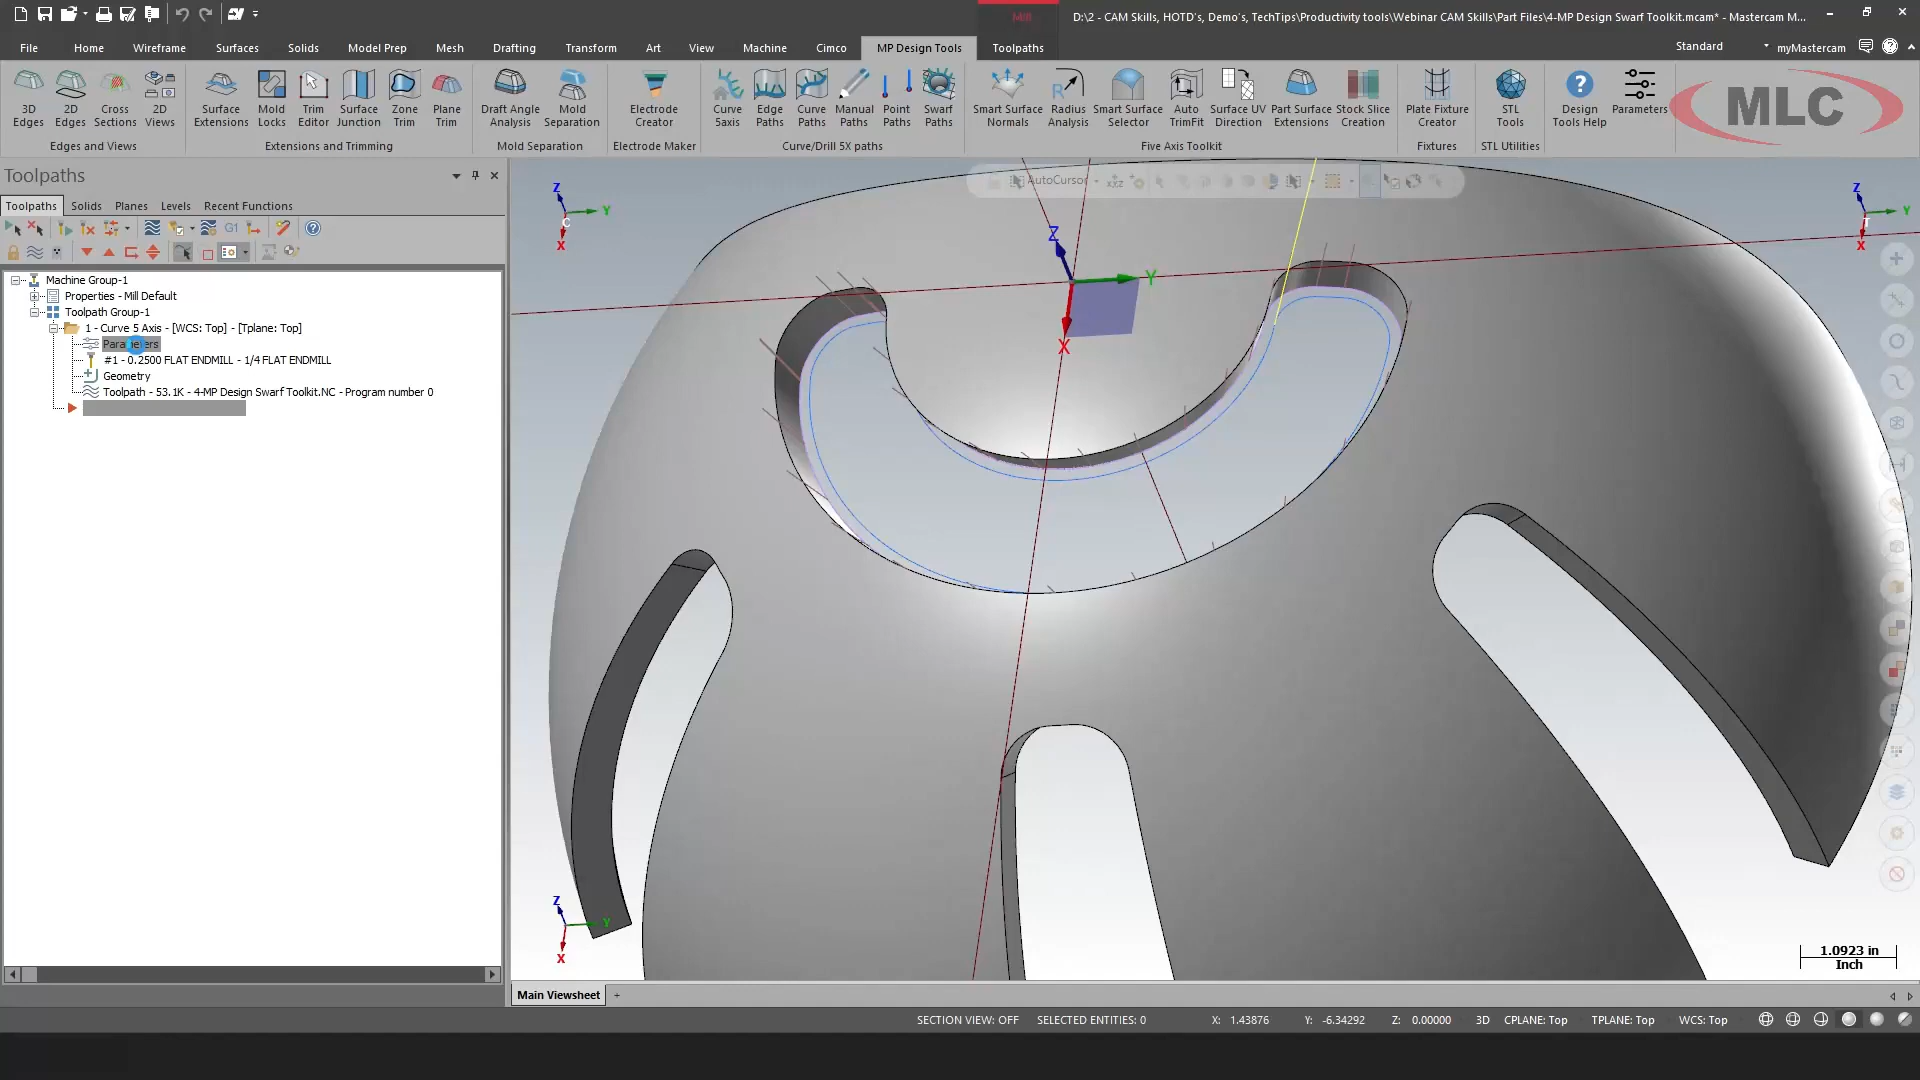 Mill
D:\2 - CAM Skills, HOTD's, Demo's, TechTips\Productivity tools\Webinar CAM Skills\Part Files\4-MP Design Swarf Toolkit.mcam* - Mastercam M...
File Home Wireframe Surfaces Solids Model Prep Mesh Drafting Transform Art View Machine Cimco MP Design Tools Toolpaths Standard myMastercam
3D Edges
2D Edges
Cross Sections
2D Views
Surface Extensions
Mold Locks
Trim Editor
Surface Junction
Zone Trim
Plane Trim
Draft Angle Analysis
Mold Separation
Electrode Creator
Curve 5axis
Edge Paths
Curve Paths
Manual Paths
Point Paths
Swarf Paths
Smart Surface Normals
Radius Analysis
Smart Surface Selector
Auto TrimFit
Surface UV Direction
Part Surface Extensions
Stock Slice Creation
Plate Fixture Creator
STL Tools
Design Tools Help
Parameters
MLC
Edges and Views Extensions and Trimming Mold Separation Electrode Maker Curve/Drill 5X paths Five Axis Toolkit Fixtures STL Utilities
Toolpaths
Toolpaths Solids Planes Levels Recent Functions
G1
Machine Group-1
Properties - Mill Default
Toolpath Group-1
1 - Curve 5 Axis - [WCS: Top] - [Tplane: Top]
Parameters
#1 - 0.2500 FLAT ENDMILL - 1/4 FLAT ENDMILL
Geometry
Toolpath - 53.1K - 4-MP Design Swarf Toolkit.NC - Program number 0
AutoCursor
Z
Y
C
X
Z
Y
X
Z
Y
T
X
Z
Y
X
1.0923 in
Inch
Main Viewsheet +
SECTION VIEW: OFF SELECTED ENTITIES: 0 X: 1.43876 Y: -6.34292 Z: 0.00000 3D CPLANE: Top TPLANE: Top WCS: Top